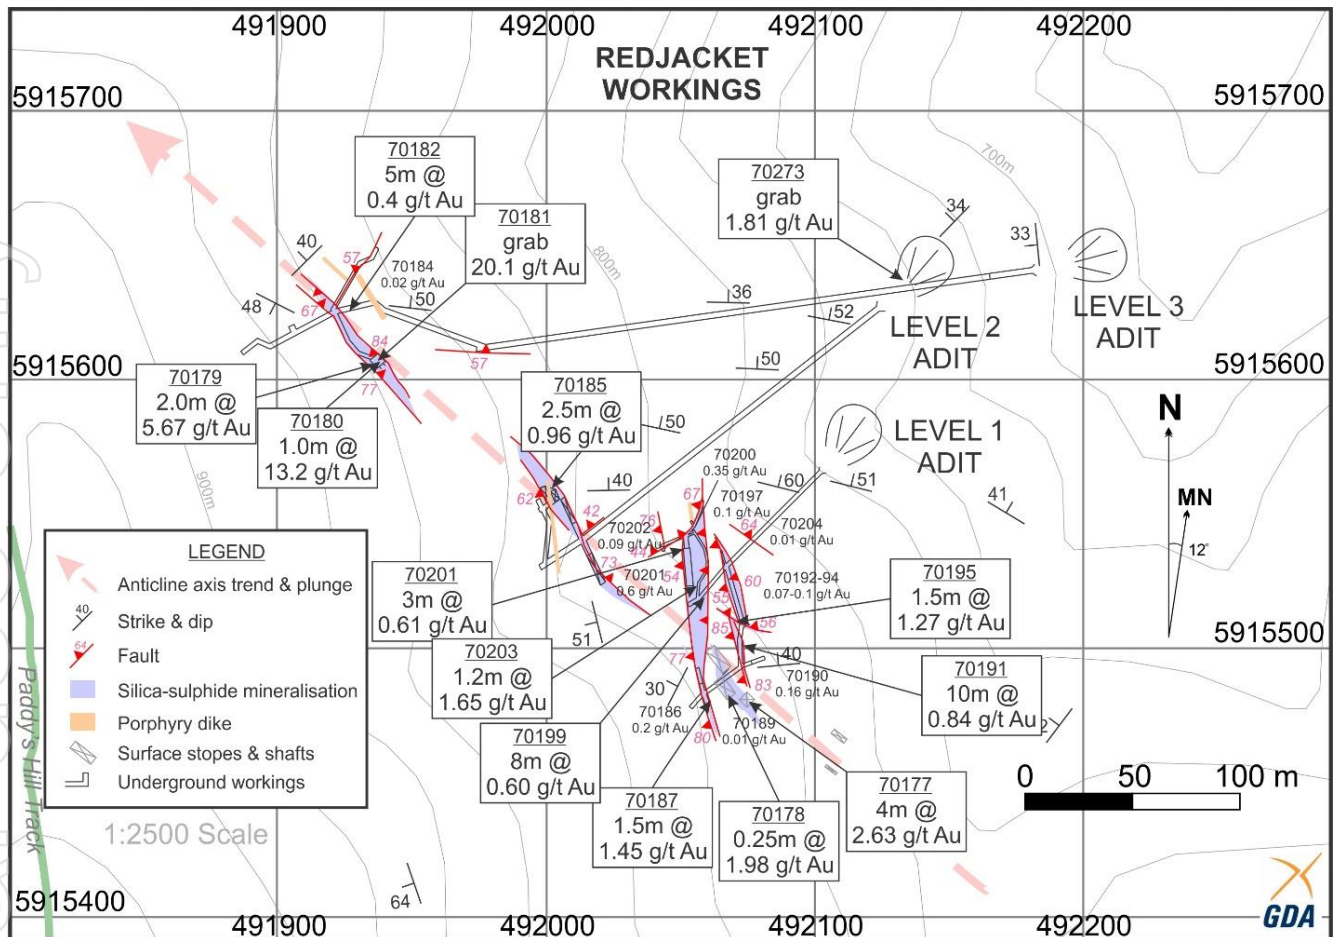 491900
492000
492100
492200
REDJACKET
WORKINGS
5915700
5915700
700m
70182
5m @
0.4 g/t Au
70273
grab
1.81 g/t Au
70181
grab
20.1 g/t Au
34
33
40
57
70184
0.02 g/t Au
800m
48
67
50
36
52
LEVEL 3
ADIT
LEVEL 2
ADIT
84
57
50
5915600
5915600
77
70179
2.0m @
5.67 g/t Au
70180
1.0m @
13.2 g/t Au
70185
2.5m @
0.96 g/t Au
50
LEVEL 1
ADIT
N
70200
0.35 g/t Au
900m
62
40
67
70197
0.1 g/t Au
60
51
41
MN
12°
42
76
64
70204
0.01 g/t Au
70202
0.09 g/t Au
44
LEGEND
Anticline axis trend & plunge
40
Strike & dip
64
Fault
Silica-sulphide mineralisation
Porphyry dike
Surface stopes & shafts
Underground workings
73
70201
0.6 g/t Au
54
55
60
70192-94
0.07-0.1 g/t Au
70201
3m @
0.61 g/t Au
70195
1.5m @
1.27 g/t Au
51
85
56
5915500
70203
1.2m @
1.65 g/t Au
77
40
70190
0.16 g/t Au
83
70191
10m @
0.84 g/t Au
30
70186
0.2 g/t Au
70189
0.01 g/t Au
80
70199
8m @
0.60 g/t Au
70187
1.5m @
1.45 g/t Au
70178
0.25m @
1.98 g/t Au
70177
4m @
2.63 g/t Au
0
50
100 m
Paddy's Hill Track
1:2500 Scale
64
5915400
GDA
491900
492000
492100
492200